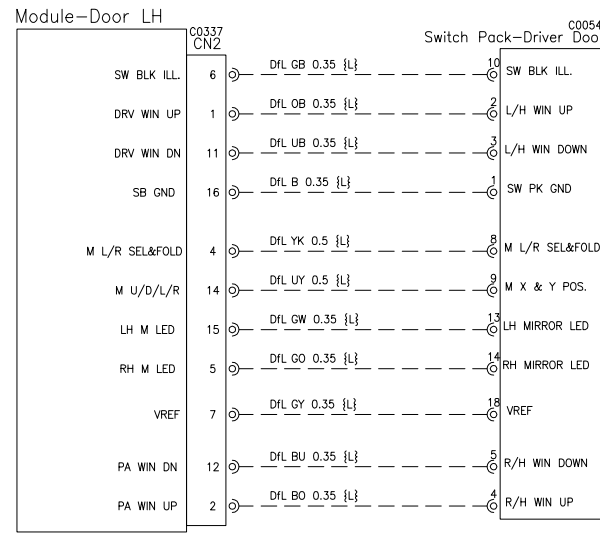 Module-Door LH
C0337
CN2
C0054
Switch Pack-Driver Doo
SW BLK ILL. 6 DfL GB 0.35 {L} 10 SW BLK ILL.
DRV WIN UP 1 DfL OB 0.35 {L} 2 L/H WIN UP
DRV WIN DN 11 DfL UB 0.35 {L} 3 L/H WIN DOWN
SB GND 16 DfL B 0.35 {L} 1 SW PK GND
M L/R SEL&FOLD 4 DfL YK 0.5 {L} 8 M L/R SEL&FOLD
M U/D/L/R 14 DfL UY 0.5 {L} 9 M X & Y POS.
LH M LED 15 DfL GW 0.35 {L} 13 LH MIRROR LED
RH M LED 5 DfL GO 0.35 {L} 14 RH MIRROR LED
VREF 7 DfL GY 0.35 {L} 18 VREF
PA WIN DN 12 DfL BU 0.35 {L} 5 R/H WIN DOWN
PA WIN UP 2 DfL BO 0.35 {L} 4 R/H WIN UP